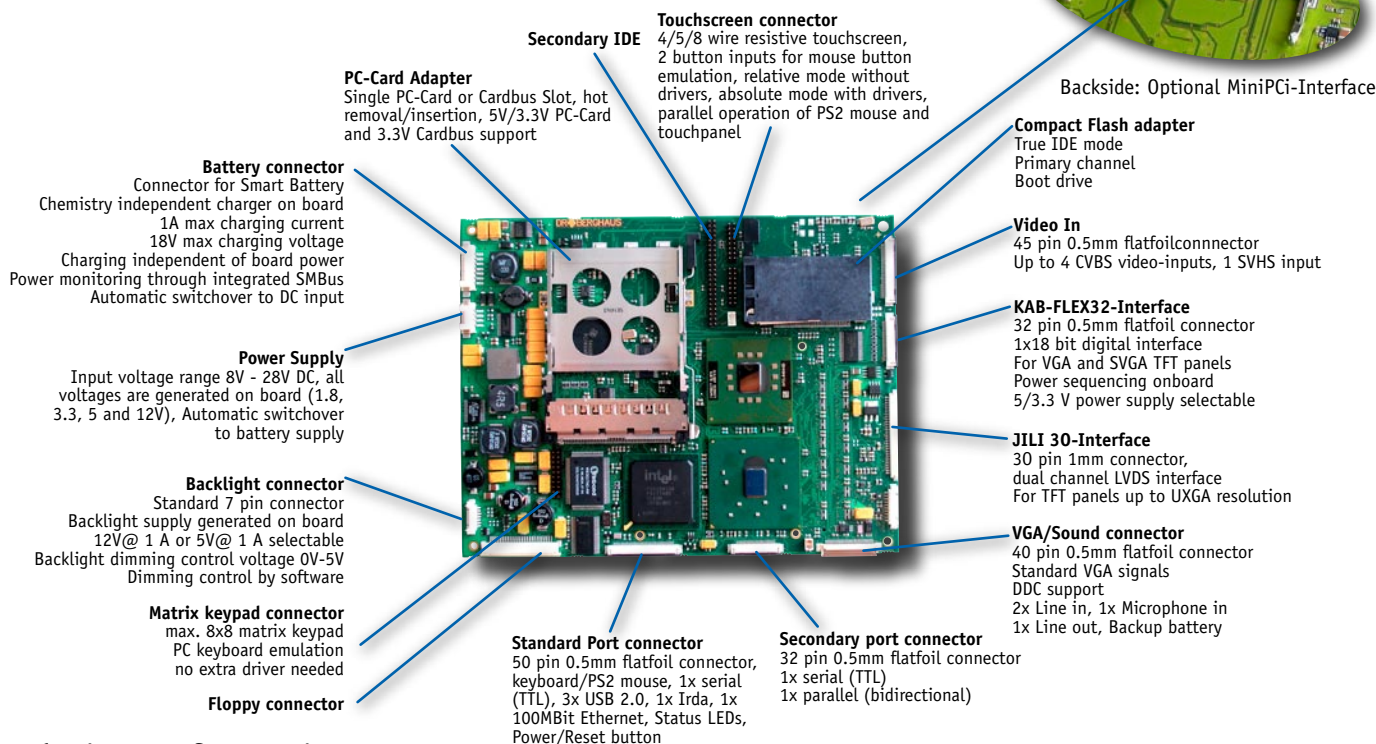 Touchscreen connector
4/5/8 wire resistive touchscreen,
2 button inputs for mouse button
emulation, relative mode without
drivers, absolute mode with drivers,
parallel operation of PS2 mouse and
touchpanel
Secondary IDE
PC-Card Adapter
Single PC-Card or Cardbus Slot, hot
removal/insertion, 5V/3.3V PC-Card
and 3.3V Cardbus support
Backside: Optional MiniPCi-Interface
Compact Flash adapter
True IDE mode
Primary channel
Boot drive
Battery connector
Connector for Smart Battery
Chemistry independent charger on board
1A max charging current
18V max charging voltage
Charging independent of board power
Power monitoring through integrated SMBus
Automatic switchover to DC input
Video In
45 pin 0.5mm flatfoilconnnector
Up to 4 CVBS video-inputs, 1 SVHS input
KAB-FLEX32-Interface
32 pin 0.5mm flatfoil connector
1x18 bit digital interface
For VGA and SVGA TFT panels
Power sequencing onboard
5/3.3 V power supply selectable
Power Supply
Input voltage range 8V - 28V DC, all
voltages are generated on board (1.8,
3.3, 5 and 12V), Automatic switchover
to battery supply
JILI 30-Interface
30 pin 1mm connector,
dual channel LVDS interface
For TFT panels up to UXGA resolution
Backlight connector
Standard 7 pin connector
Backlight supply generated on board
12V@ 1 A or 5V@ 1 A selectable
Backlight dimming control voltage 0V-5V
Dimming control by software
VGA/Sound connector
40 pin 0.5mm flatfoil connector
Standard VGA signals
DDC support
2x Line in, 1x Microphone in
1x Line out, Backup battery
Matrix keypad connector
max. 8x8 matrix keypad
PC keyboard emulation
no extra driver needed
Floppy connector
Standard Port connector
50 pin 0.5mm flatfoil connector,
keyboard/PS2 mouse, 1x serial
(TTL), 3x USB 2.0, 1x Irda, 1x
100MBit Ethernet, Status LEDs,
Power/Reset button
Secondary port connector
32 pin 0.5mm flatfoil connector
1x serial (TTL)
1x parallel (bidirectional)
DR BERGHAUS
intel